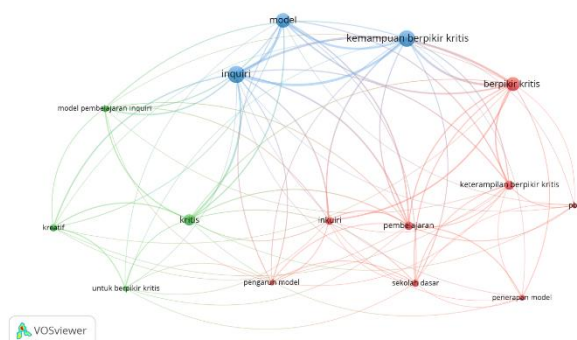 model
kemampuan berpikir kritis
inquiri
berpikir kritis
model pembelajaran inquiri
keterampilan berpikir kritis
kritis
inkuiri
pembelajaran
kreatif
untuk berpikir kritis
pengaruh model
sekolah dasar
penerapan model
VOSviewer